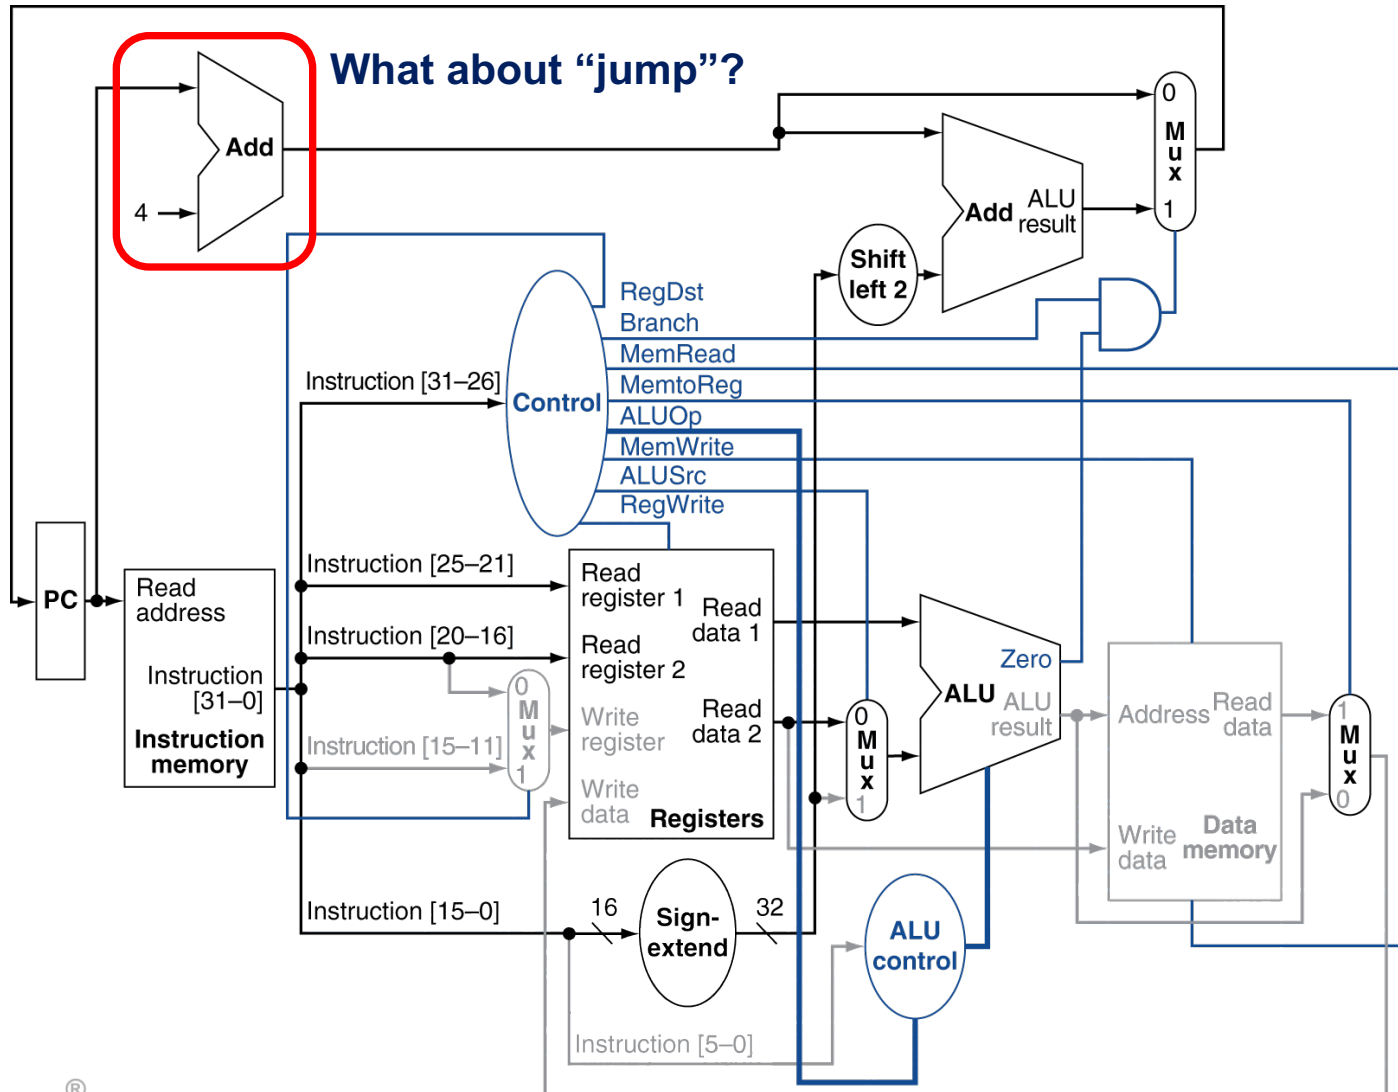 What about “jump”?
Add
4
0
Mux
1
Add
ALU
result
Shift
left 2
RegDst
Branch
MemRead
MemtoReg
ALUOp
MemWrite
ALUSrc
RegWrite
Instruction [31–26]
Control
PC
Read
address
Instruction
[31–0]
Instruction
memory
Instruction [25–21]
Instruction [20–16]
Instruction [15–11]
0
Mux
1
Read
register 1
Read
register 2
Write
register
Write
data
Read
data 1
Read
data 2
Registers
0
Mux
1
Zero
ALU
ALU
result
Address
Read
data
Write
data
Data
memory
1
Mux
0
Instruction [15–0]
16
Sign-
extend
32
ALU
control
Instruction [5–0]
®